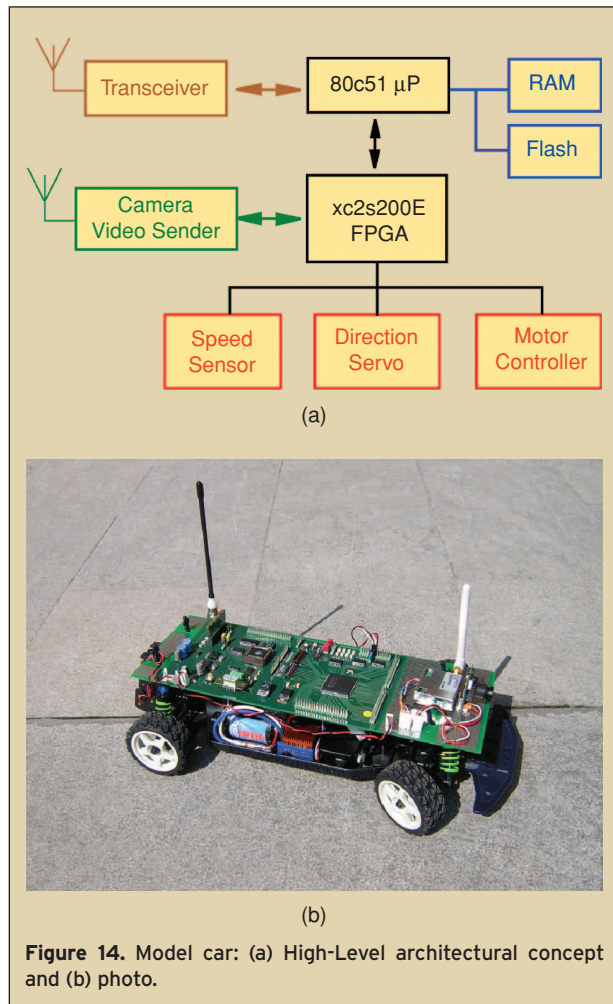 Transceiver
80c51 µP
RAM
Flash
Camera
Video Sender
xc2s200E
FPGA
Speed
Sensor
Direction
Servo
Motor
Controller
(a)
(b)
Figure 14. Model car: (a) High-Level architectural concept
and (b) photo.